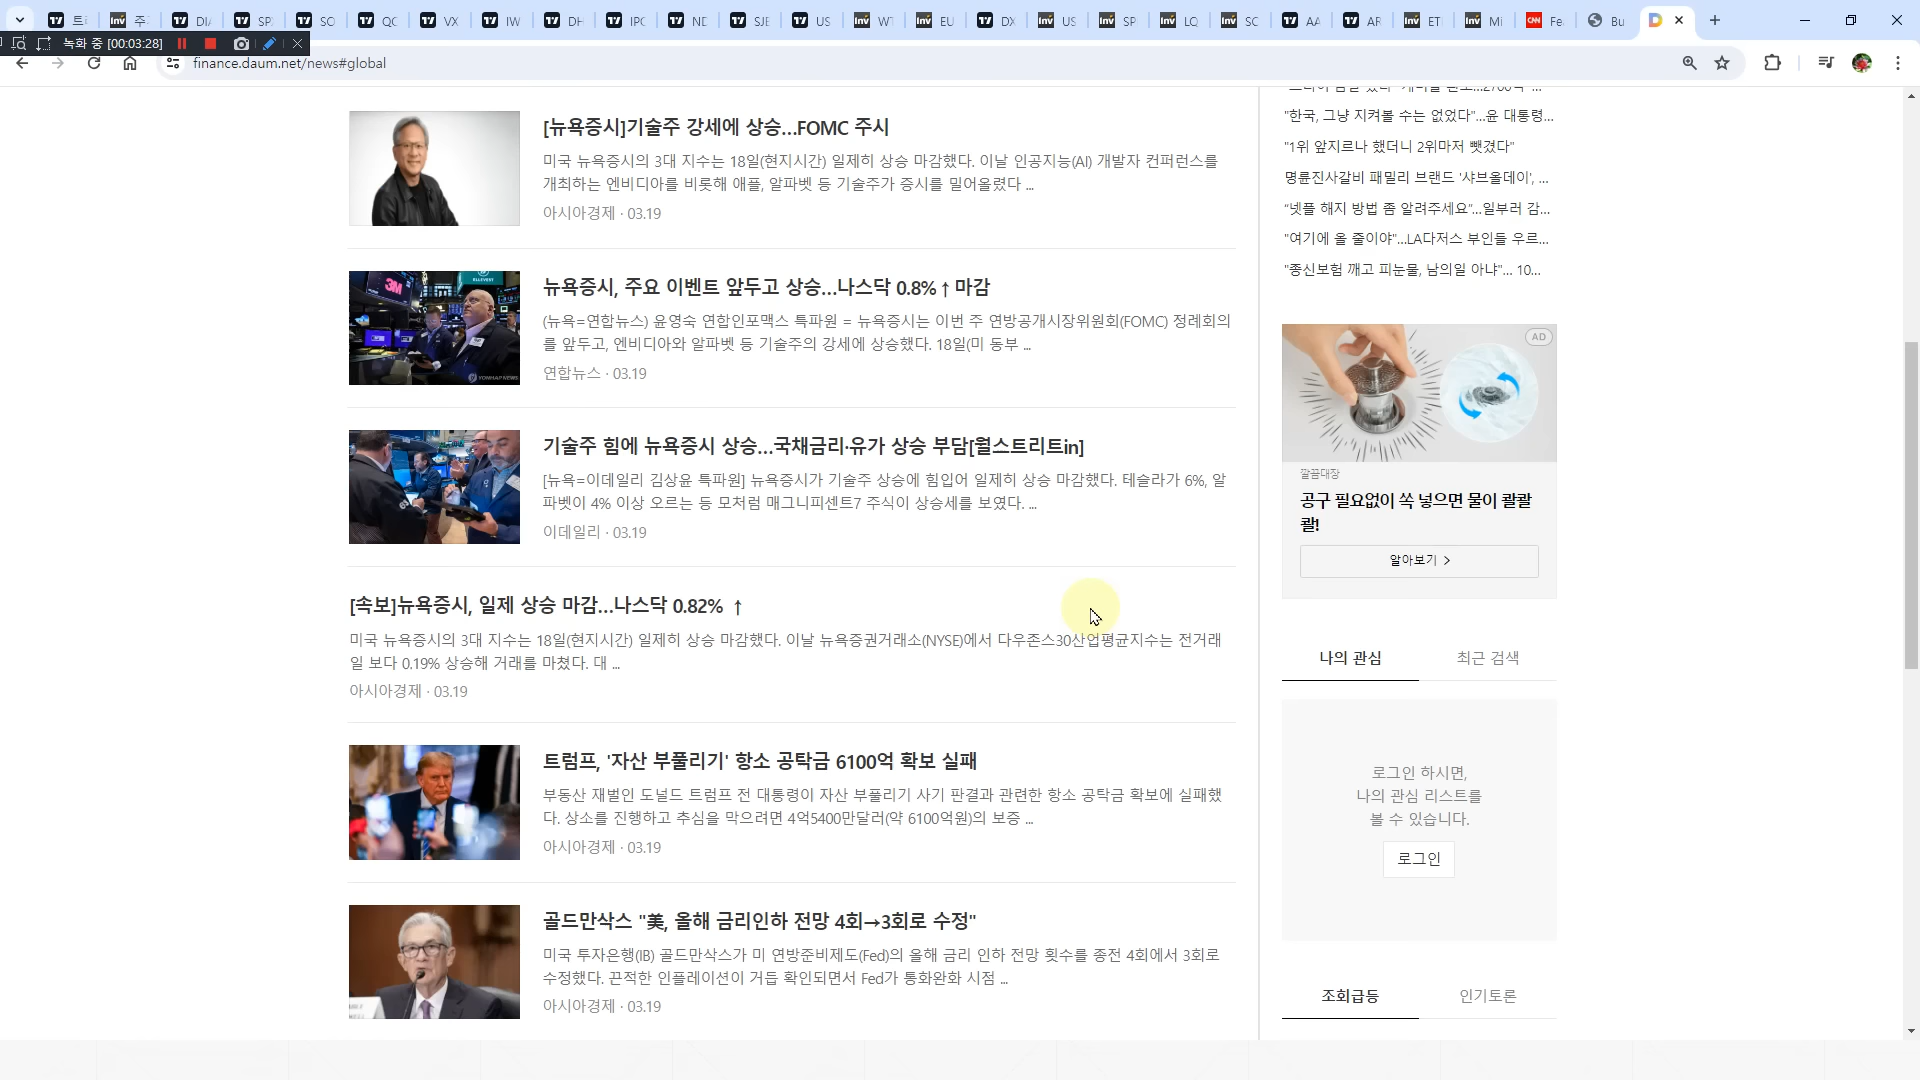 트
주
DI
SP
SO
QC
VX
IW
DH
IPC
ND
SJE
US
WT
EU
DX
US
SP
LQ
SC
AA
AR
ET
Mi
CNN Fe
Bu
녹화 중 [00:03:28]
finance.daum.net/news#global
[뉴욕증시]기술주 강세에 상승...FOMC 주시
미국 뉴욕증시의 3대 지수는 18일(현지시간) 일제히 상승 마감했다. 이날 인공지능(AI) 개발자 컨퍼런스를
개최하는 엔비디아를 비롯해 애플, 알파벳 등 기술주가 증시를 밀어올렸다 ...
아시아경제 · 03.19
뉴욕증시, 주요 이벤트 앞두고 상승…나스닥 0.8%↑마감
(뉴욕=연합뉴스) 윤영숙 연합인포맥스 특파원 = 뉴욕증시는 이번 주 연방공개시장위원회(FOMC) 정례회의
를 앞두고, 엔비디아와 알파벳 등 기술주의 강세에 상승했다. 18일(미 동부 ...
연합뉴스 · 03.19
3M
YONHAP NEWS
기술주 힘에 뉴욕증시 상승…국채금리·유가 상승 부담[월스트리트in]
[뉴욕=이데일리 김상윤 특파원] 뉴욕증시가 기술주 상승에 힘입어 일제히 상승 마감했다. 테슬라가 6%, 알
파벳이 4% 이상 오르는 등 모처럼 매그니피센트7 주식이 상승세를 보였다. ...
이데일리 · 03.19
[속보]뉴욕증시, 일제 상승 마감...나스닥 0.82% ↑
미국 뉴욕증시의 3대 지수는 18일(현지시간) 일제히 상승 마감했다. 이날 뉴욕증권거래소(NYSE)에서 다우존스30산업평균지수는 전거래
일 보다 0.19% 상승해 거래를 마쳤다. 대 ...
아시아경제 · 03.19
트럼프, '자산 부풀리기' 항소 공탁금 6100억 확보 실패
부동산 재벌인 도널드 트럼프 전 대통령이 자산 부풀리기 사기 판결과 관련한 항소 공탁금 확보에 실패했
다. 상소를 진행하고 추심을 막으려면 4억5400만달러(약 6100억원)의 보증 ...
아시아경제 · 03.19
골드만삭스 "美, 올해 금리인하 전망 4회→3회로 수정"
미국 투자은행(IB) 골드만삭스가 미 연방준비제도(Fed)의 올해 금리 인하 전망 횟수를 종전 4회에서 3회로
수정했다. 끈적한 인플레이션이 거듭 확인되면서 Fed가 통화완화 시점 ...
아시아경제 · 03.19
"한국, 그냥 지켜볼 수는 없었다"…윤 대통령...
"1위 앞지르나 했더니 2위마저 뺏겼다"
명륜진사갈비 패밀리 브랜드 '샤브올데이', ...
“넷플 해지 방법 좀 알려주세요”…일부러 감...
"여기에 올 줄이야"…LA다저스 부인들 우르...
"종신보험 깨고 피눈물, 남의일 아냐"… 10...
AD
깔끔대장
공구 필요없이 쏙 넣으면 물이 콸콸
콸!
알아보기 >
나의 관심
최근 검색
로그인 하시면,
나의 관심 리스트를
볼 수 있습니다.
로그인
조회급등
인기토론